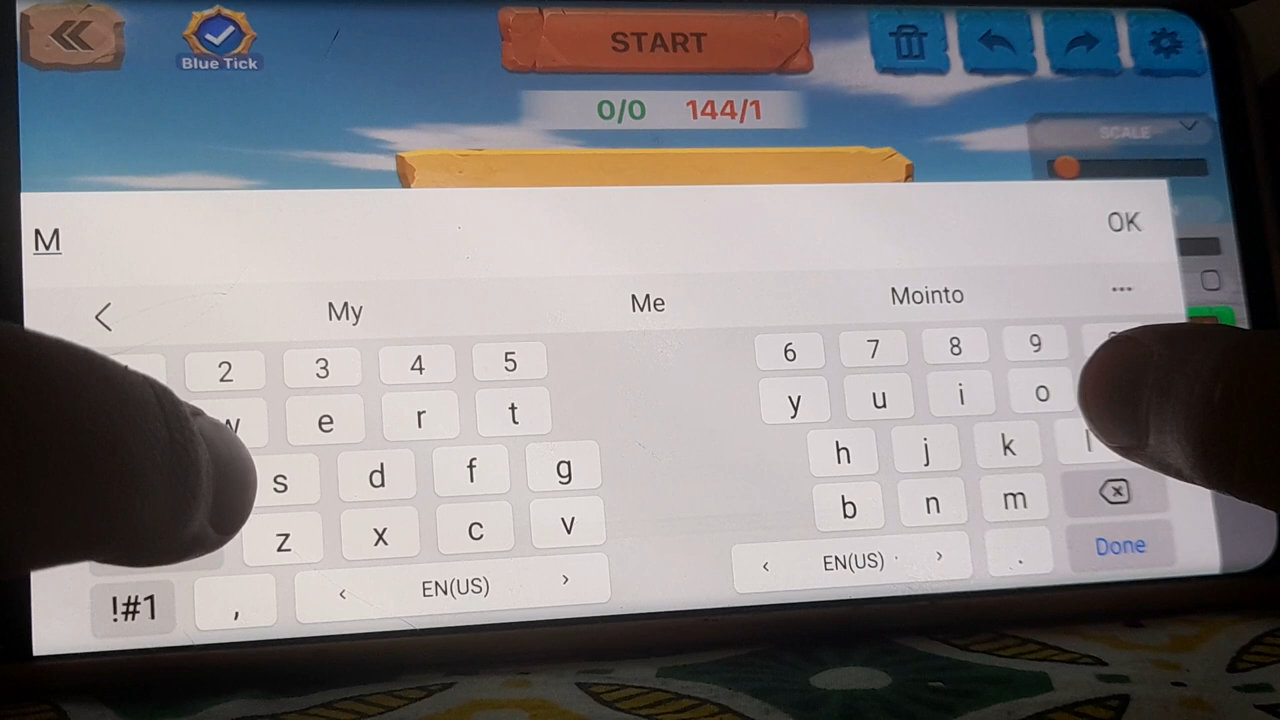 START
Blue Tick
0/0 144/1
SCALE
M
OK
My Me Mointo ...
2 3 4 5 6 7 8 9
w e r t y u i o
s d f g h j k l
z x c v b n m
!#1 , < EN(US) > < EN(US) · > . Done